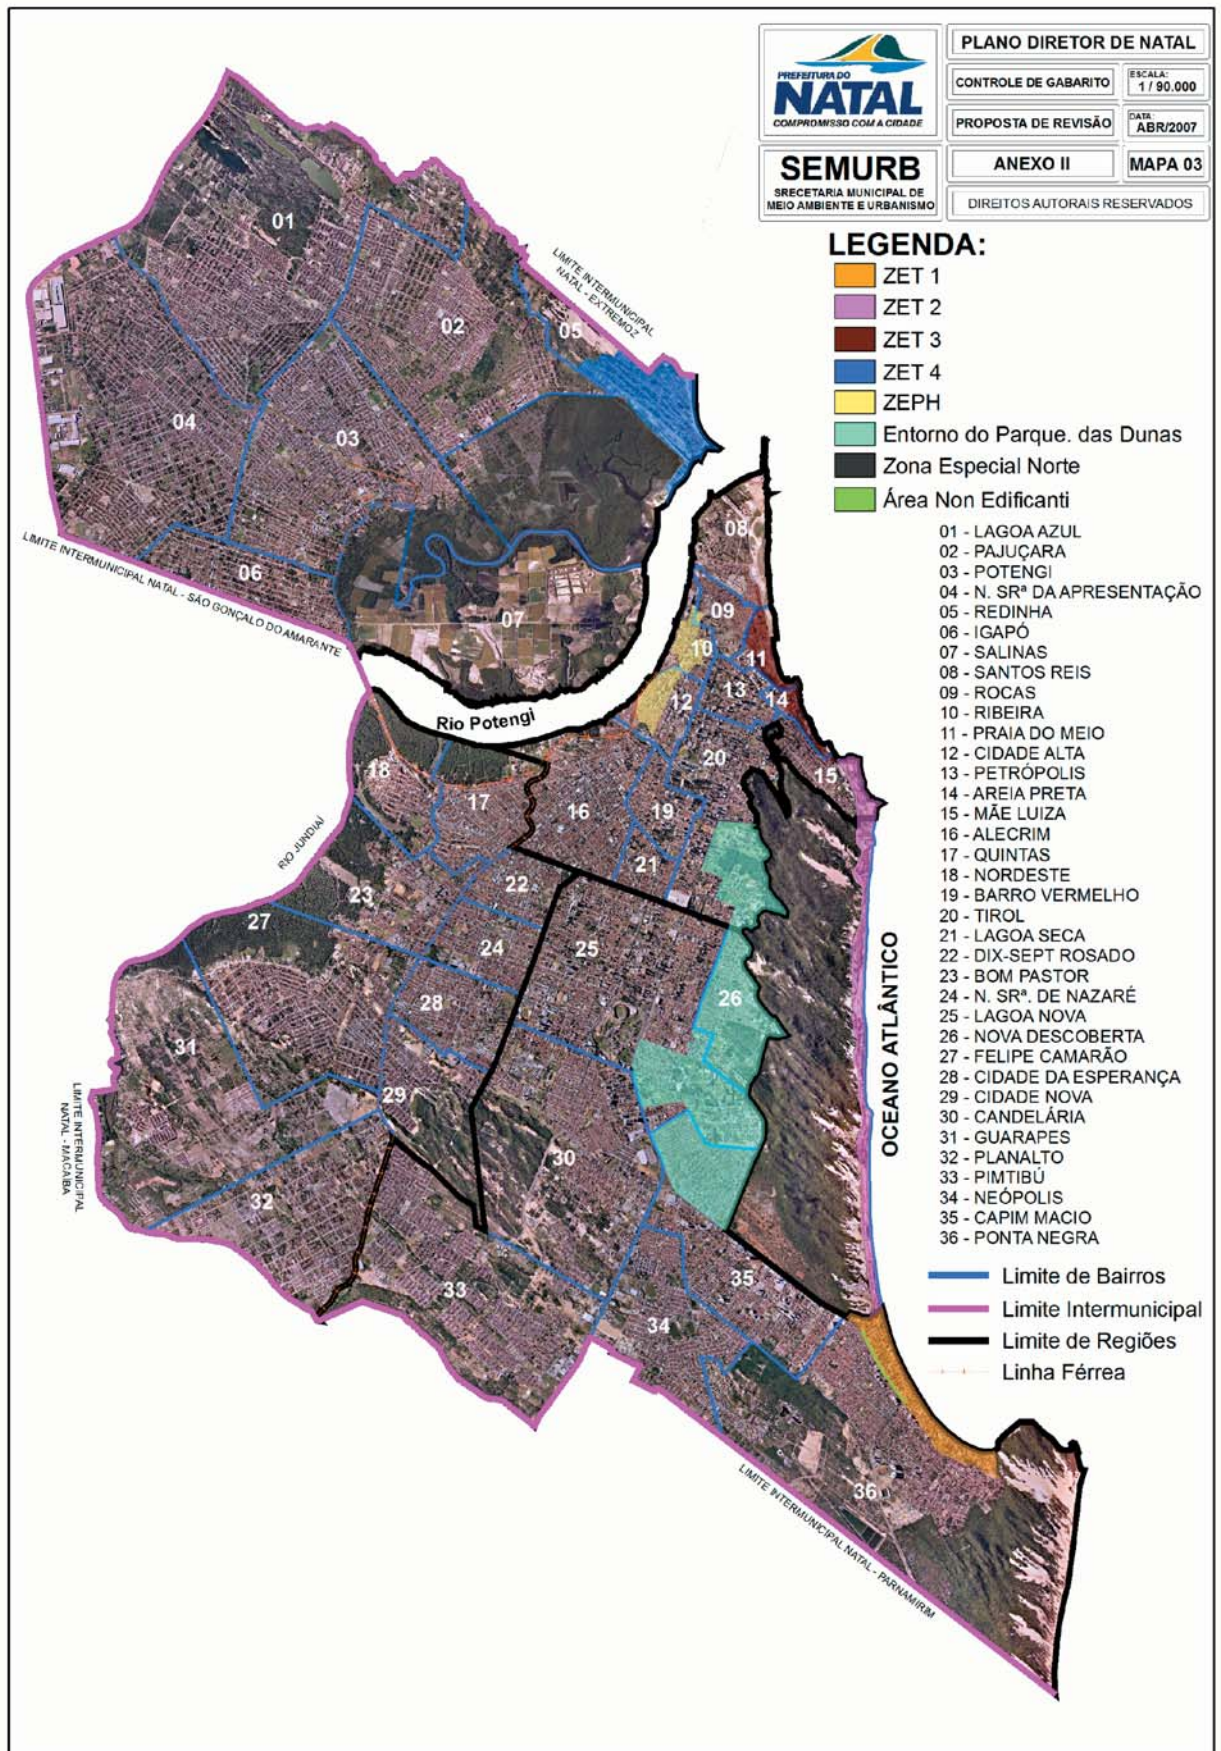 PREFEITURA DO
NATAL
COMPROMISSO COM A CIDADE
SEMURB
SRECETARIA MUNICIPAL DE
MEIO AMBIENTE E URBANISMO
PLANO DIRETOR DE NATAL
CONTROLE DE GABARITO
ESCALA:
1 / 90.000
PROPOSTA DE REVISÃO
DATA:
ABR/2007
ANEXO II
MAPA 03
DIREITOS AUTORAIS RESERVADOS
LEGENDA:
ZET 1
ZET 2
ZET 3
ZET 4
ZEPH
Entorno do Parque. das Dunas
Zona Especial Norte
Área Non Edificanti
01 - LAGOA AZUL
02 - PAJUÇARA
03 - POTENGI
04 - N. SRª DA APRESENTAÇÃO
05 - REDINHA
06 - IGAPÓ
07 - SALINAS
08 - SANTOS REIS
09 - ROCAS
10 - RIBEIRA
11 - PRAIA DO MEIO
12 - CIDADE ALTA
13 - PETRÓPOLIS
14 - AREIA PRETA
15 - MÃE LUIZA
16 - ALECRIM
17 - QUINTAS
18 - NORDESTE
19 - BARRO VERMELHO
20 - TIROL
21 - LAGOA SECA
22 - DIX-SEPT ROSADO
23 - BOM PASTOR
24 - N. SRª. DE NAZARÉ
25 - LAGOA NOVA
26 - NOVA DESCOBERTA
27 - FELIPE CAMARÃO
28 - CIDADE DA ESPERANÇA
29 - CIDADE NOVA
30 - CANDELÁRIA
31 - GUARAPES
32 - PLANALTO
33 - PIMTIBÚ
34 - NEÓPOLIS
35 - CAPIM MACIO
36 - PONTA NEGRA
Limite de Bairros
Limite Intermunicipal
Limite de Regiões
Linha Férrea
LIMITE INTERMUNICIPAL
NATAL - EXTREMOZ
LIMITE INTERMUNICIPAL NATAL - SÃO GONÇALO DO AMARANTE
Rio Potengi
RIO JUNDIAÍ
LIMITE INTERMUNICIPAL
NATAL - MACAÍBA
OCEANO ATLÂNTICO
LIMITE INTERMUNICIPAL NATAL - PARNAMIRIM
01
02
05
04
03
06
07
08
09
10
11
13
12
14
20
15
18
17
16
19
21
22
23
27
24
25
26
28
31
29
30
32
33
35
34
36